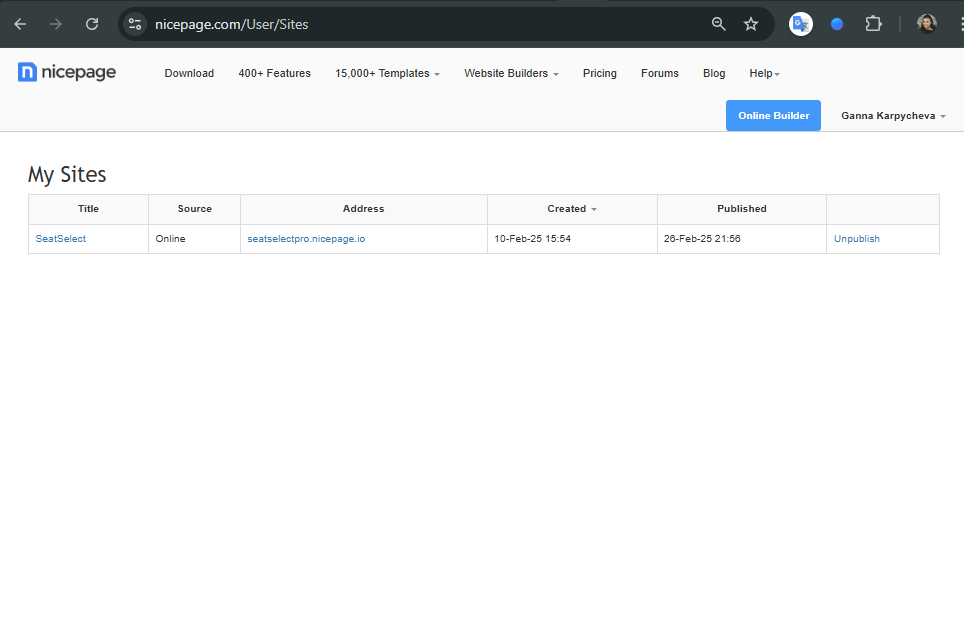 nicepage.com/User/Sites
nicepage Download 400+ Features 15,000+ Templates Website Builders Pricing Forums Blog Help
Online Builder Ganna Karpycheva
My Sites
Title Source Address Created Published
SeatSelect Online seatselectpro.nicepage.io 10-Feb-25 15:54 26-Feb-25 21:56 Unpublish